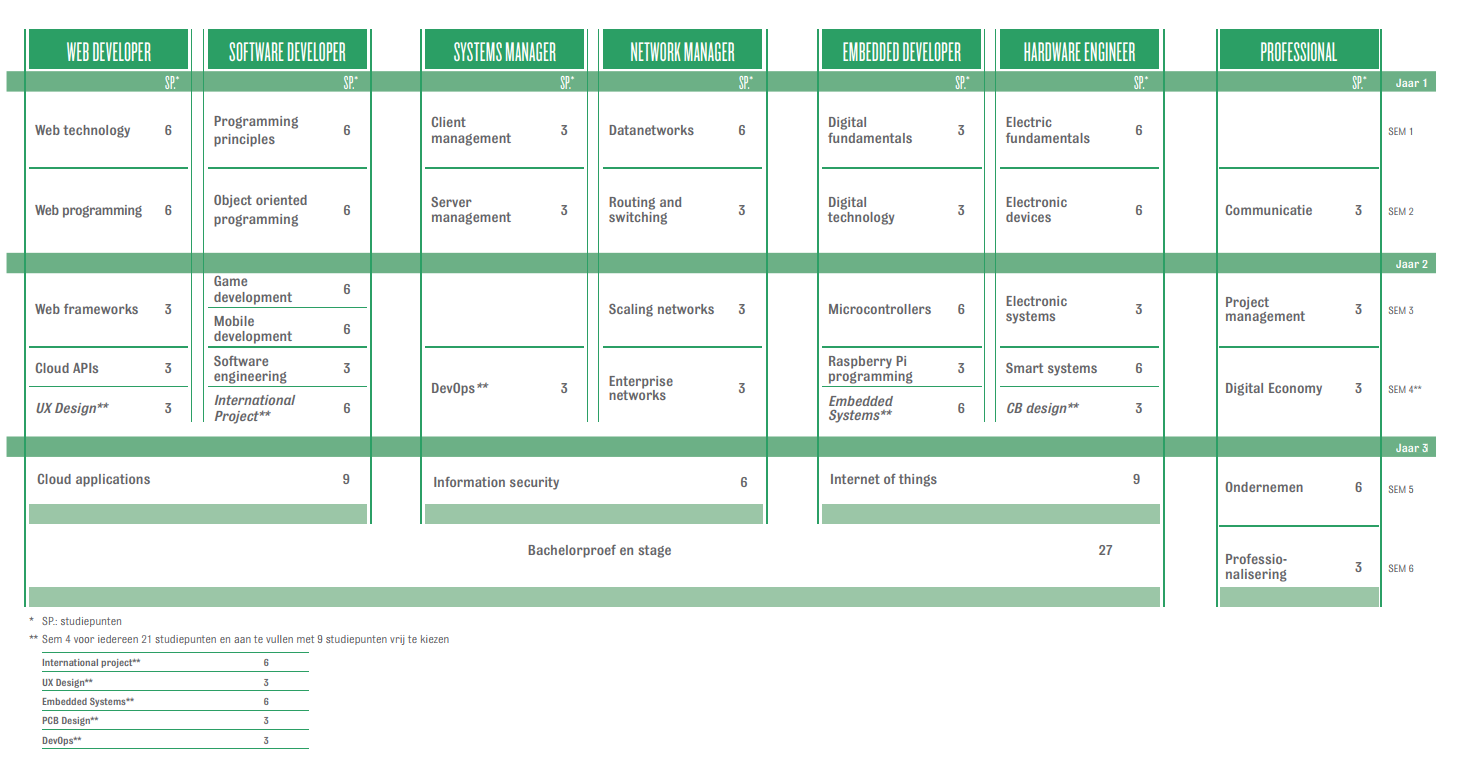 WEB DEVELOPER SOFTWARE DEVELOPER SYSTEMS MANAGER NETWORK MANAGER EMBEDDED DEVELOPER HARDWARE ENGINEER PROFESSIONAL
SP.* SP.* SP.* SP.* SP.* SP.* SP.* Jaar 1
Web technology 6
Programming
principles 6
Client
management 3
Datanetworks 6
Digital
fundamentals 3
Electric
fundamentals 6
SEM 1
Web programming 6
Object oriented
programming 6
Server
management 3
Routing and
switching 3
Digital
technology 3
Electronic
devices 6
Communicatie 3
SEM 2
Jaar 2
Web frameworks 3
Game
development 6
Mobile
development 6
Scaling networks 3
Microcontrollers 6
Electronic
systems 3
Project
management 3
SEM 3
Cloud APIs 3
UX Design** 3
Software
engineering 3
International
Project** 6
DevOps** 3
Enterprise
networks 3
Raspberry Pi
programming 3
Embedded
Systems** 6
Smart systems 6
CB design** 3
Digital Economy 3
SEM 4**
Jaar 3
Cloud applications 9
Information security 6
Internet of things 9
Ondernemen 6
SEM 5
Bachelorproef en stage 27
Professio-
nalisering 3
SEM 6
* SP.: studiepunten
** Sem 4 voor iedereen 21 studiepunten en aan te vullen met 9 studiepunten vrij te kiezen
International project** 6
UX Design** 3
Embedded Systems** 6
PCB Design** 3
DevOps** 3